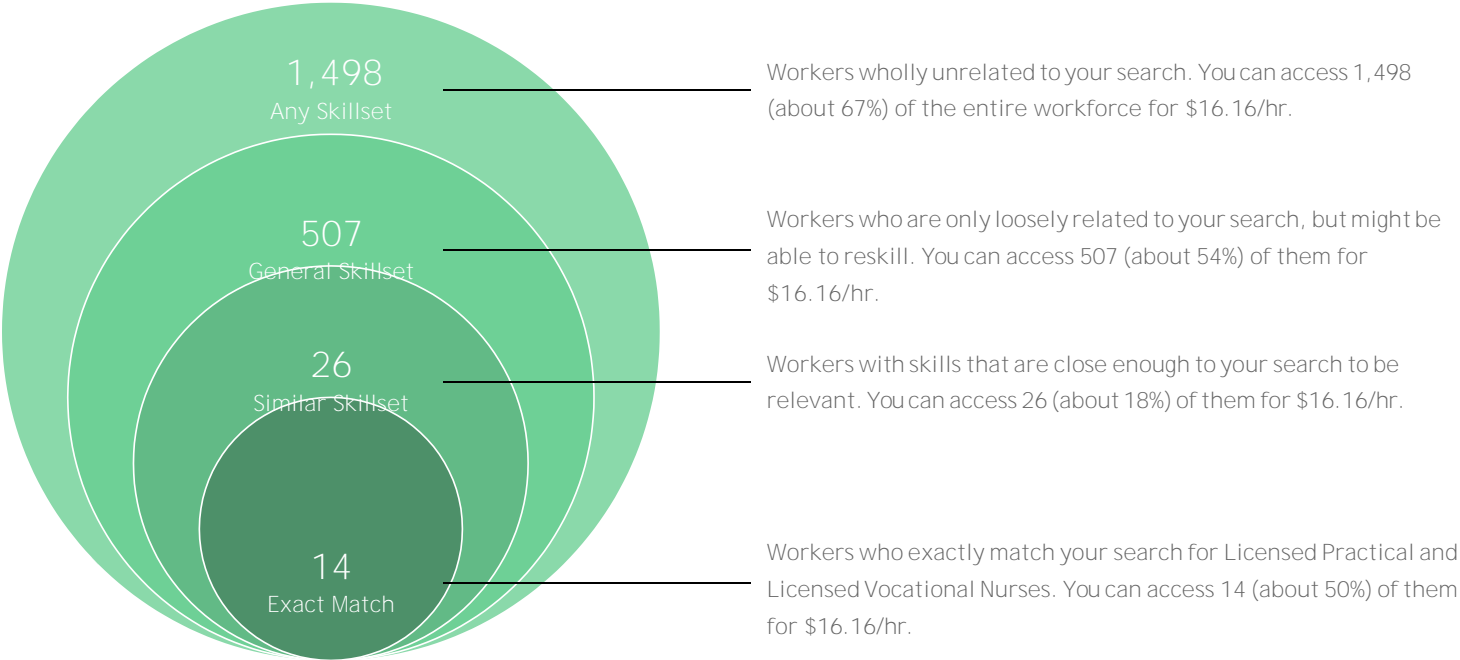 1,498
Any Skillset
Workers wholly unrelated to your search. You can access 1,498
(about 67%) of the entire workforce for $16.16/hr.
507
General Skillset
Workers who are only loosely related to your search, but might be
able to reskill. You can access 507 (about 54%) of them for
$16.16/hr.
26
Similar Skillset
Workers with skills that are close enough to your search to be
relevant. You can access 26 (about 18%) of them for $16.16/hr.
14
Exact Match
Workers who exactly match your search for Licensed Practical and
Licensed Vocational Nurses. You can access 14 (about 50%) of them
for $16.16/hr.